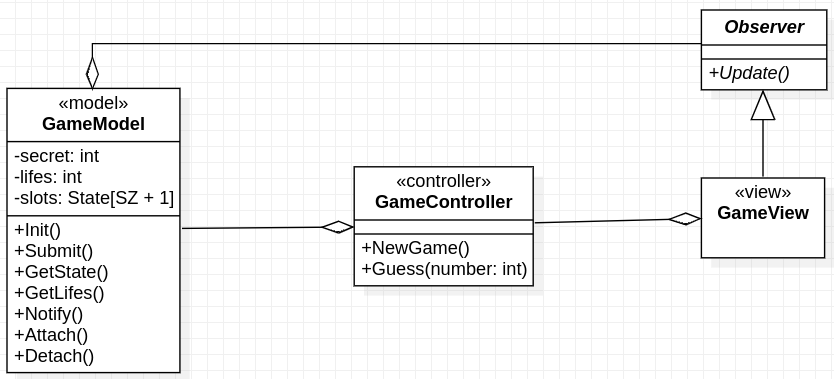 Observer
+Update()
«model»
GameModel
-secret: int
-lifes: int
-slots: State[SZ + 1]
+Init()
+Submit()
+GetState()
+GetLifes()
+Notify()
+Attach()
+Detach()
«controller»
GameController
+NewGame()
+Guess(number: int)
«view»
GameView